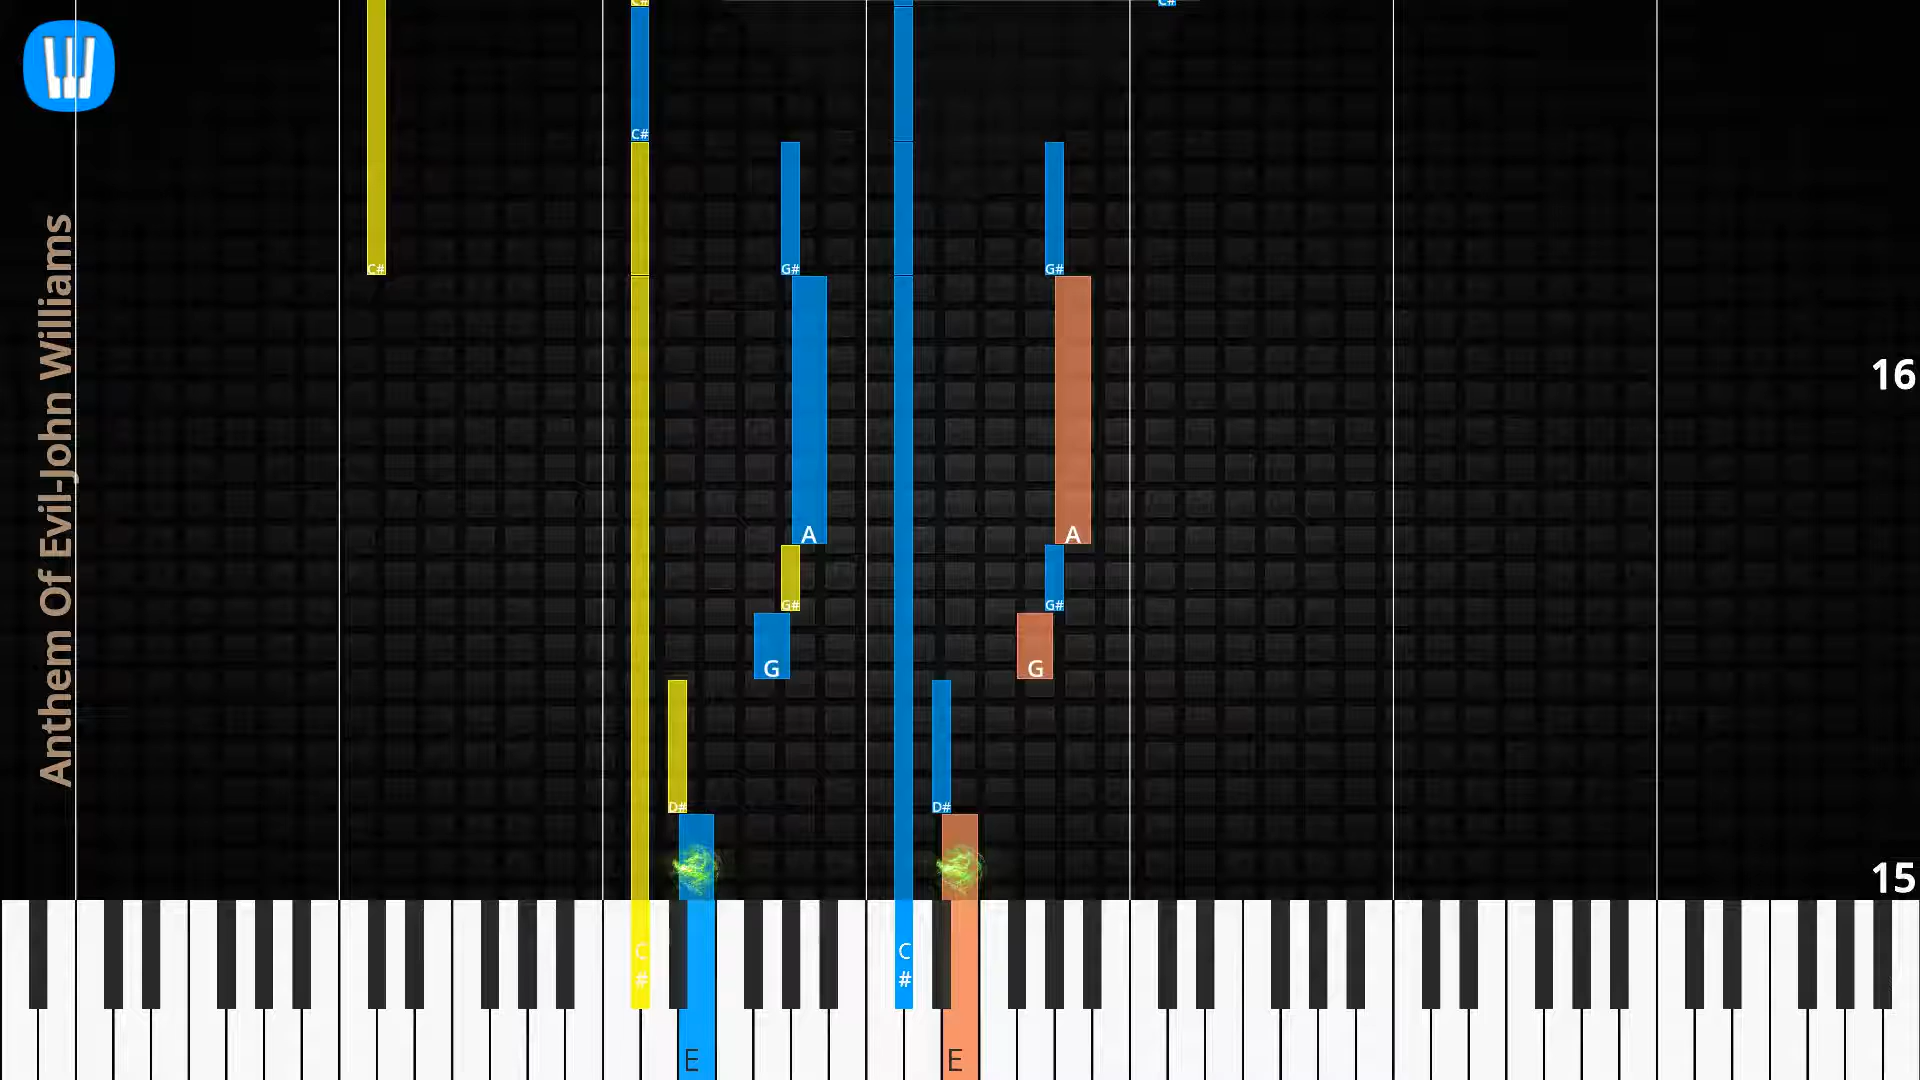 Anthem Of Evil-John Williams
C#
C#
C#
C#
G#
G#
A
A
16
G#
G#
G
G
D#
D#
15
C
#
C
#
E
E